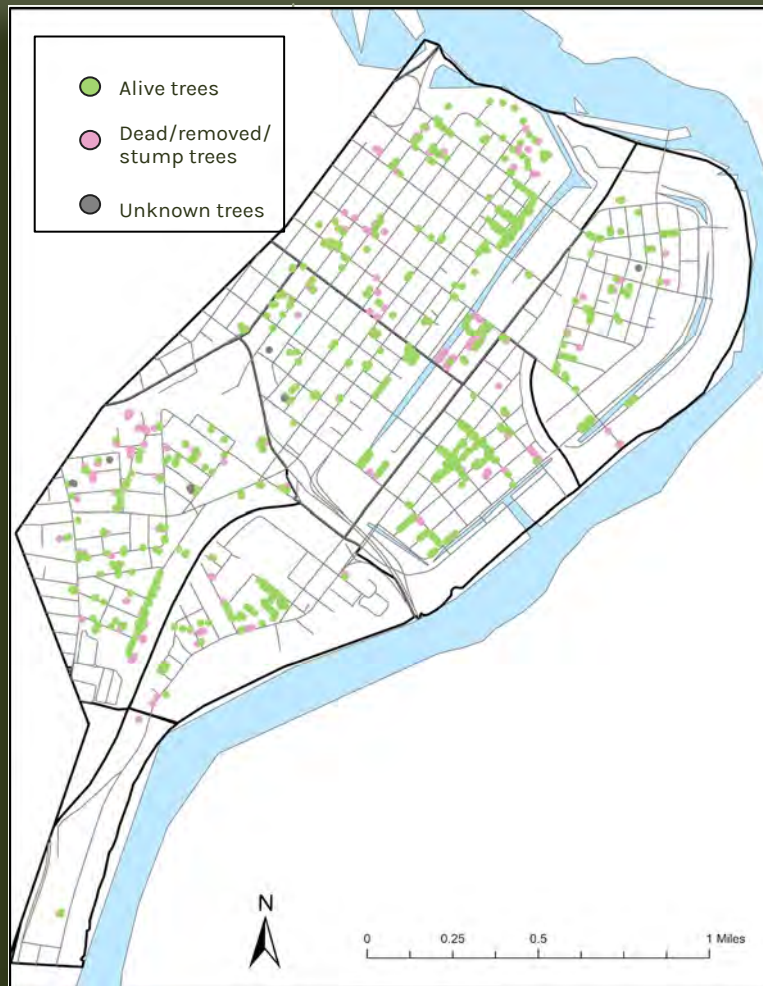 Alive trees
Dead/removed/
stump trees
Unknown trees
N
0 0.25 0.5 1 Miles